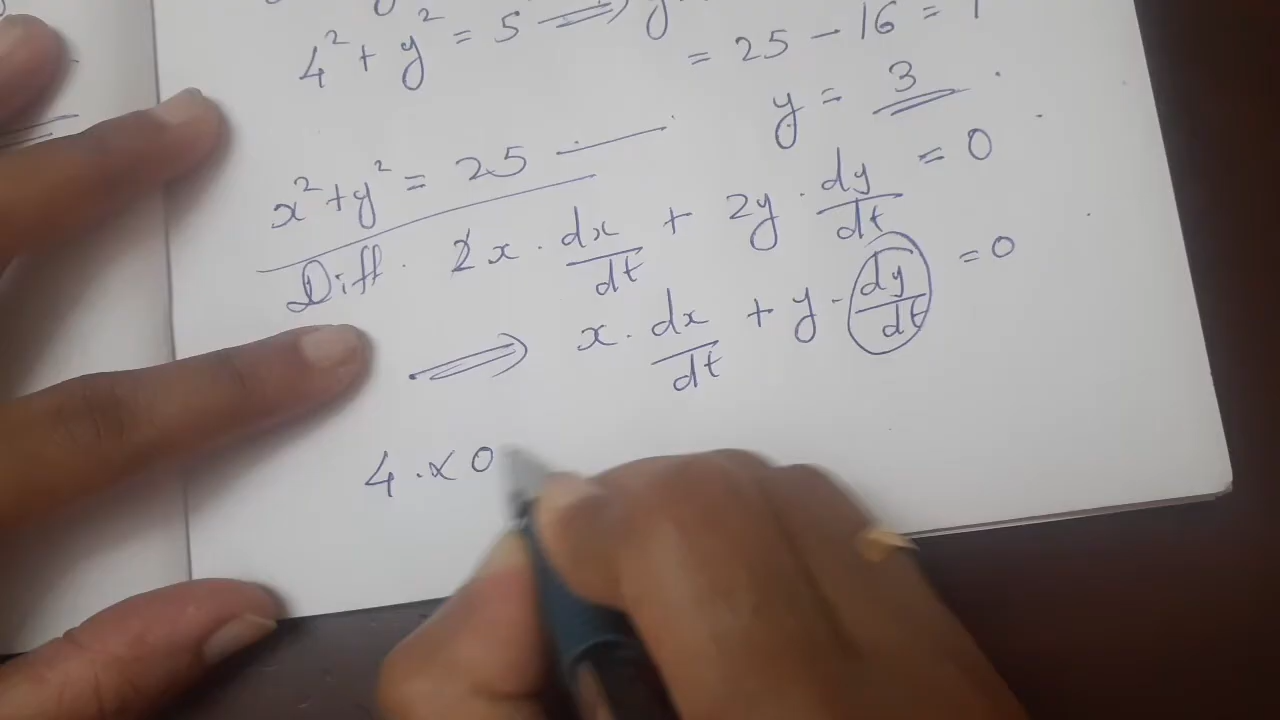 4² + y² = 5 ⟹ y
= 25 - 16 =
y = 3
x² + y² = 25
Diff. 2x · dx/dt + 2y · dy/dt = 0
⟹ x · dx/dt + y · dy/dt = 0
4 · × 0